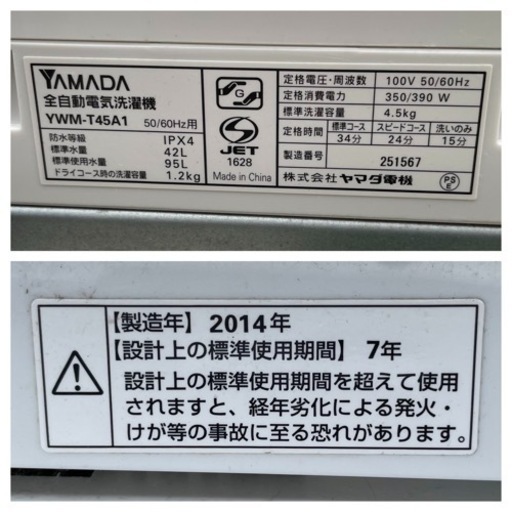 YAMADA
全自動電気洗濯機
YWM-T45A1 50/60Hz用
防水等級 IPX4
標準水量 42L
標準使用水量 95L
ドライコース時の洗濯容量 1.2kg
G
S
JET
1628
Made in China
定格電圧・周波数 100V 50/60Hz
定格消費電力 350/390 W
標準洗濯容量 4.5kg
定格時間 標準コース スピードコース 洗いのみ
34分 24分 15分
製造番号 251567
株式会社 ヤマダ電機
PS
E
【製造年】2014年
【設計上の標準使用期間】7年
設計上の標準使用期間を超えて使用
されますと、経年劣化による発火・
けが等の事故に至る恐れがあります。